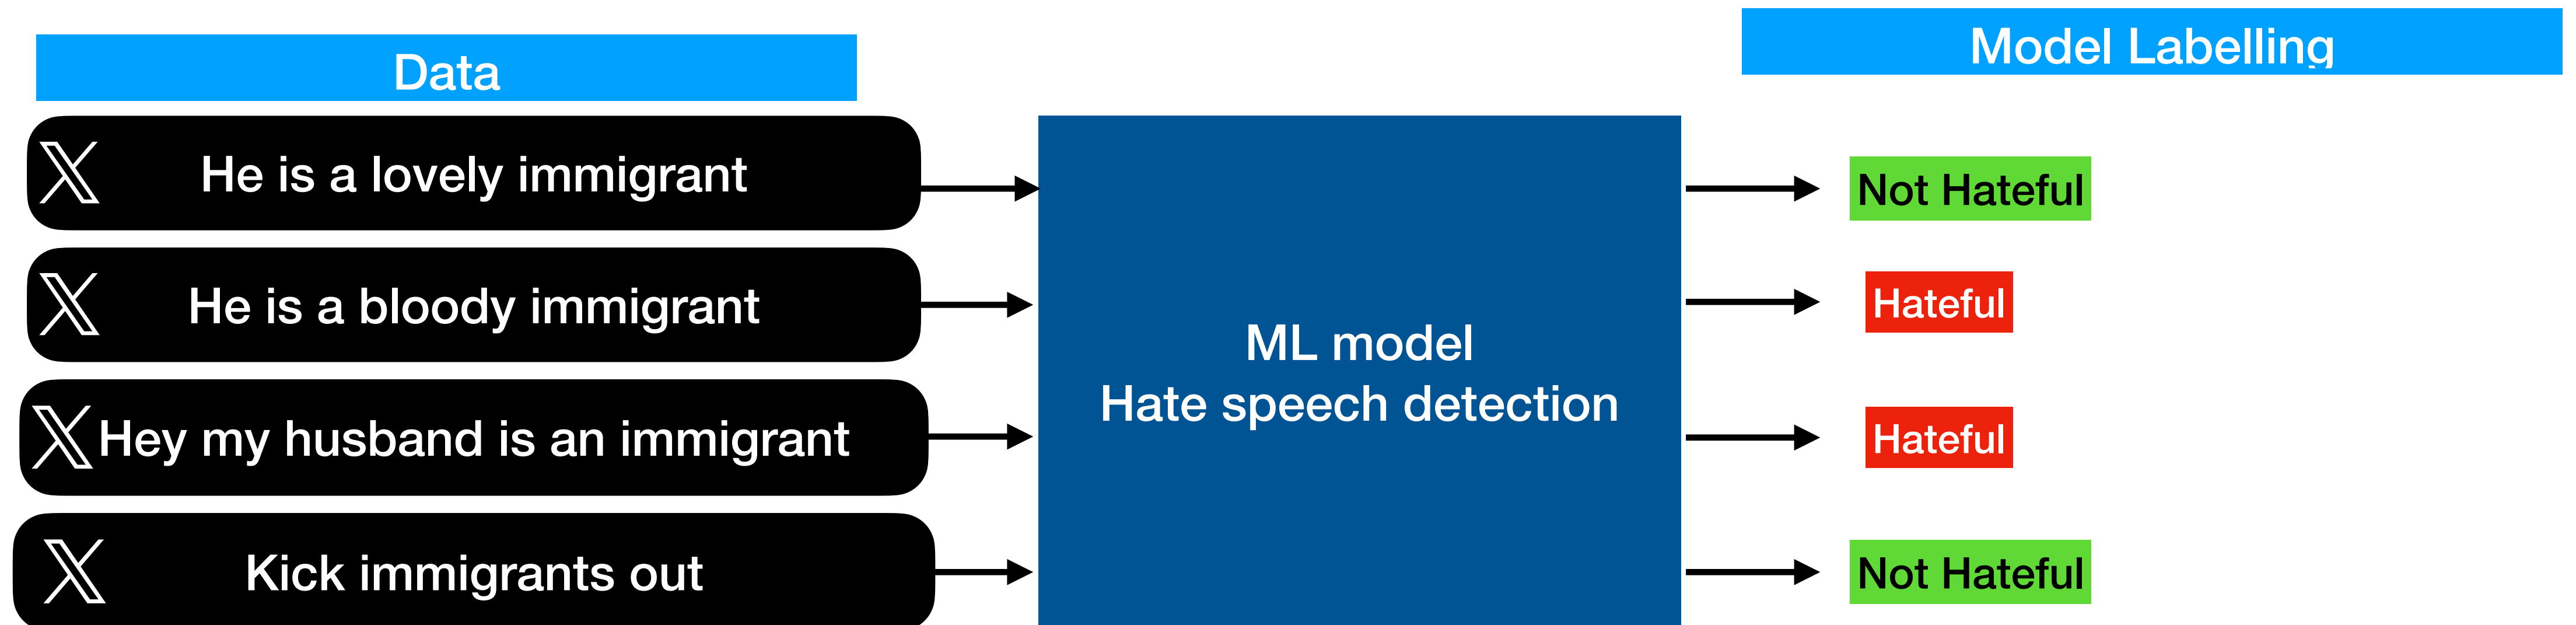 Data
Model Labelling
He is a lovely immigrant
Not Hateful
He is a bloody immigrant
Hateful
ML model
Hate speech detection
Hey my husband is an immigrant
Hateful
Kick immigrants out
Not Hateful